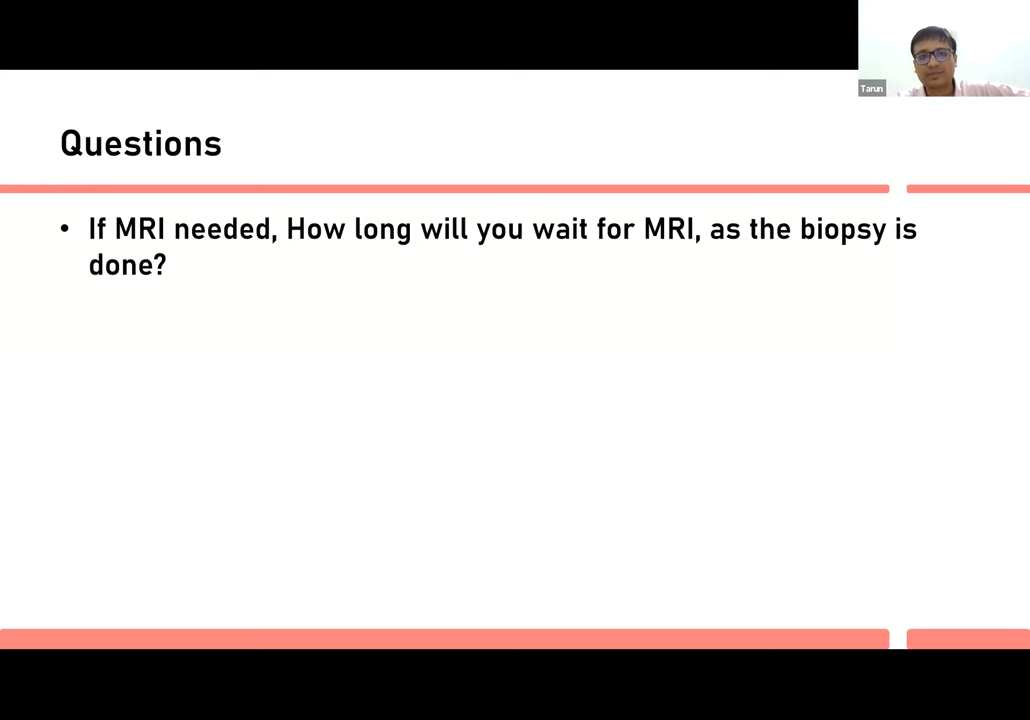 Tarun
Questions
• If MRI needed, How long will you wait for MRI, as the biopsy is
done?